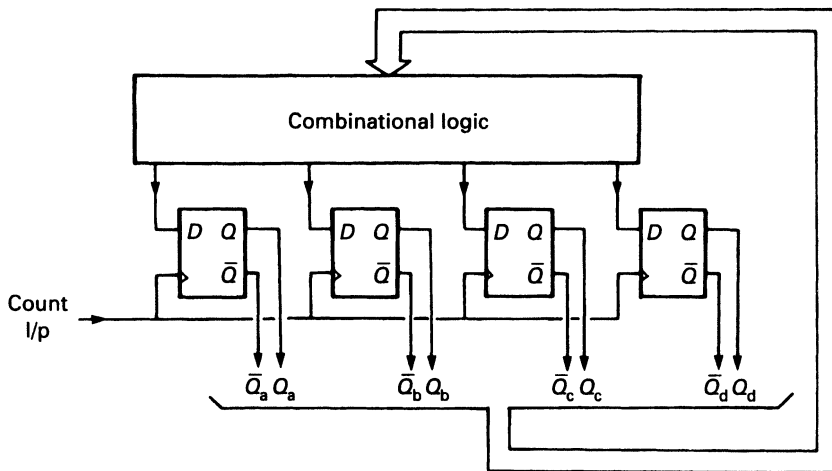 Combinational logic
D Q
Q̅
D Q
Q̅
D Q
Q̅
D Q
Q̅
Count
I/p
Q̅a Qa
Q̅b Qb
Q̅c Qc
Q̅d Qd